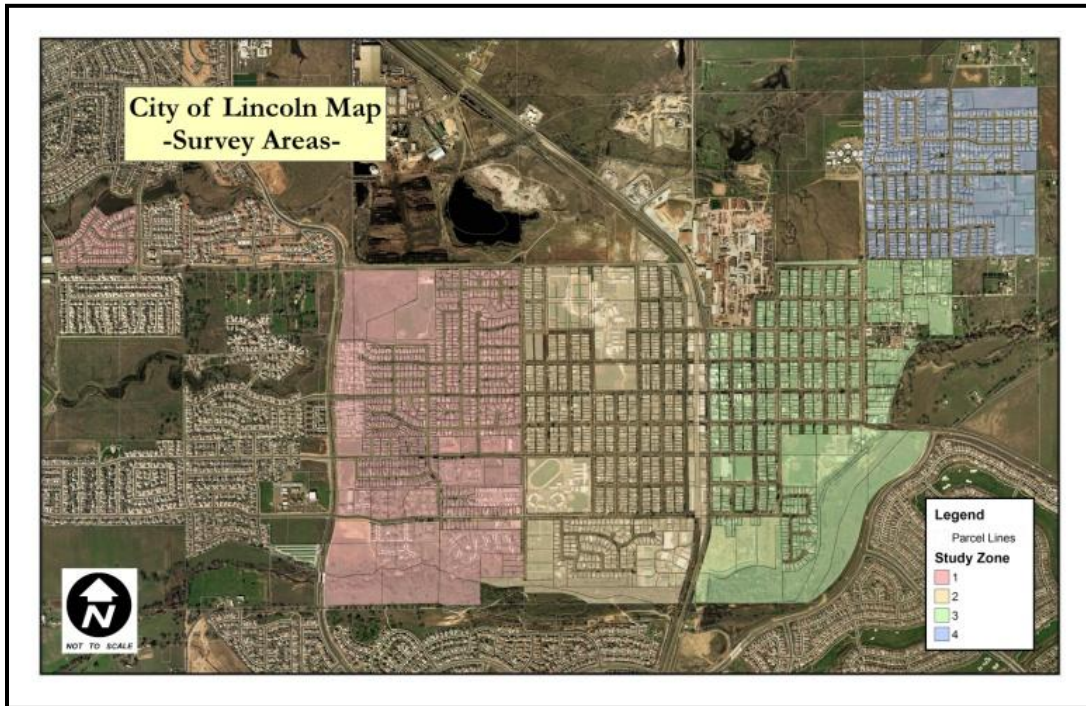 City of Lincoln Map
-Survey Areas-
Legend
Parcel Lines
Study Zone
1
2
3
4
N
NOT TO SCALE